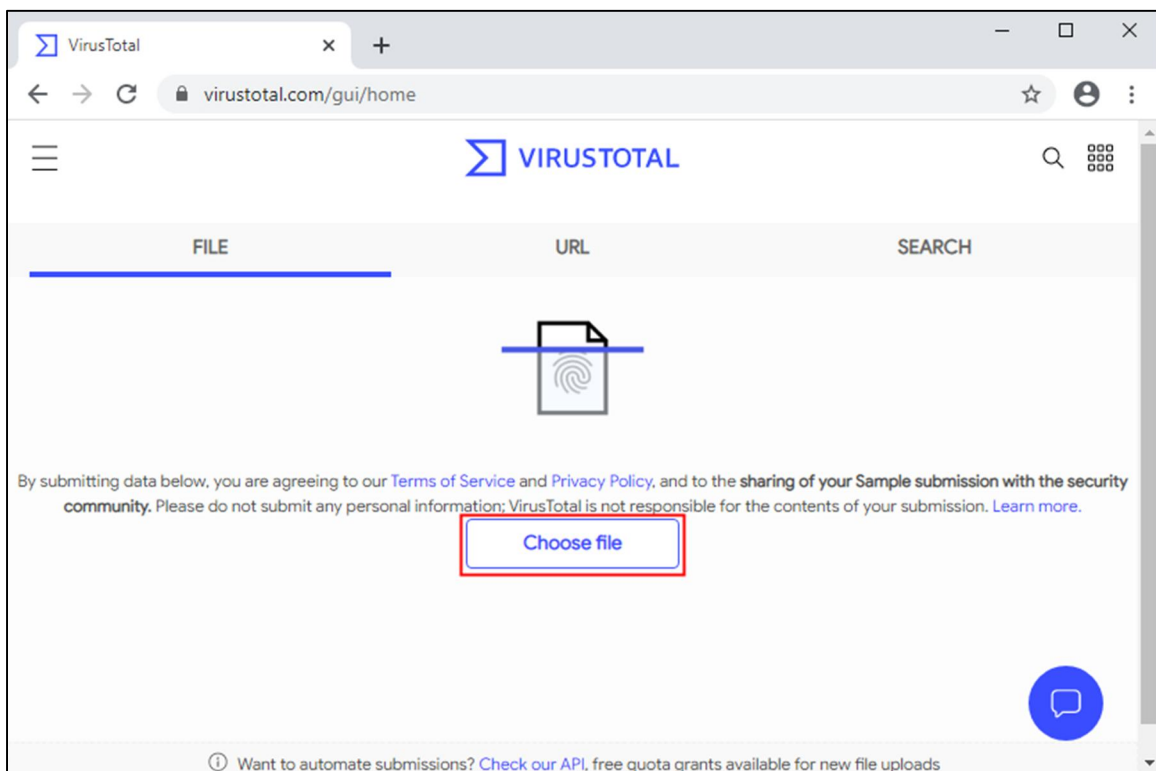 VirusTotal
virustotal.com/gui/home
VIRUSTOTAL
FILE URL SEARCH
By submitting data below, you are agreeing to our Terms of Service and Privacy Policy, and to the sharing of your Sample submission with the security
community. Please do not submit any personal information; VirusTotal is not responsible for the contents of your submission. Learn more.
Choose file
Want to automate submissions? Check our API, free quota grants available for new file uploads